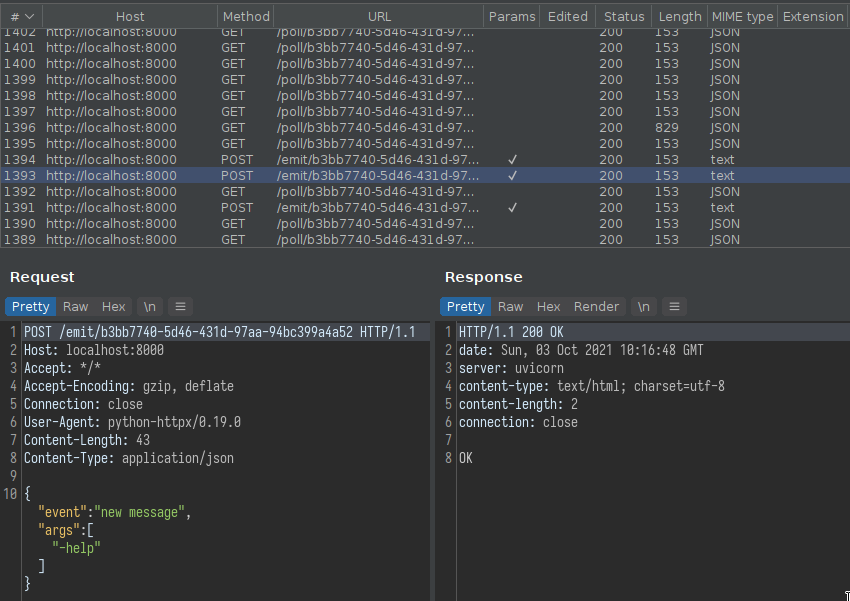 # Host Method URL Params Edited Status Length MIME type Extension
1402 http://localhost:8000 GET /poll/b3bb7740-5d46-431d-97... 200 153 JSON
1401 http://localhost:8000 GET /poll/b3bb7740-5d46-431d-97... 200 153 JSON
1400 http://localhost:8000 GET /poll/b3bb7740-5d46-431d-97... 200 153 JSON
1399 http://localhost:8000 GET /poll/b3bb7740-5d46-431d-97... 200 153 JSON
1398 http://localhost:8000 GET /poll/b3bb7740-5d46-431d-97... 200 153 JSON
1397 http://localhost:8000 GET /poll/b3bb7740-5d46-431d-97... 200 153 JSON
1396 http://localhost:8000 GET /poll/b3bb7740-5d46-431d-97... 200 829 JSON
1395 http://localhost:8000 GET /poll/b3bb7740-5d46-431d-97... 200 153 JSON
1394 http://localhost:8000 POST /emit/b3bb7740-5d46-431d-97... ✓ 200 153 text
1393 http://localhost:8000 POST /emit/b3bb7740-5d46-431d-97... ✓ 200 153 text
1392 http://localhost:8000 GET /poll/b3bb7740-5d46-431d-97... 200 153 JSON
1391 http://localhost:8000 POST /emit/b3bb7740-5d46-431d-97... ✓ 200 153 text
1390 http://localhost:8000 GET /poll/b3bb7740-5d46-431d-97... 200 153 JSON
1389 http://localhost:8000 GET /poll/b3bb7740-5d46-431d-97... 200 153 JSON
Request
Pretty Raw Hex \n
1 POST /emit/b3bb7740-5d46-431d-97aa-94bc399a4a52 HTTP/1.1
2 Host: localhost:8000
3 Accept: */*
4 Accept-Encoding: gzip, deflate
5 Connection: close
6 User-Agent: python-httpx/0.19.0
7 Content-Length: 43
8 Content-Type: application/json
9
10 {
"event":"new message",
"args":[
"-help"
]
}
Response
Pretty Raw Hex Render \n
1 HTTP/1.1 200 OK
2 date: Sun, 03 Oct 2021 10:16:48 GMT
3 server: uvicorn
4 content-type: text/html; charset=utf-8
5 content-length: 2
6 connection: close
7
8 OK